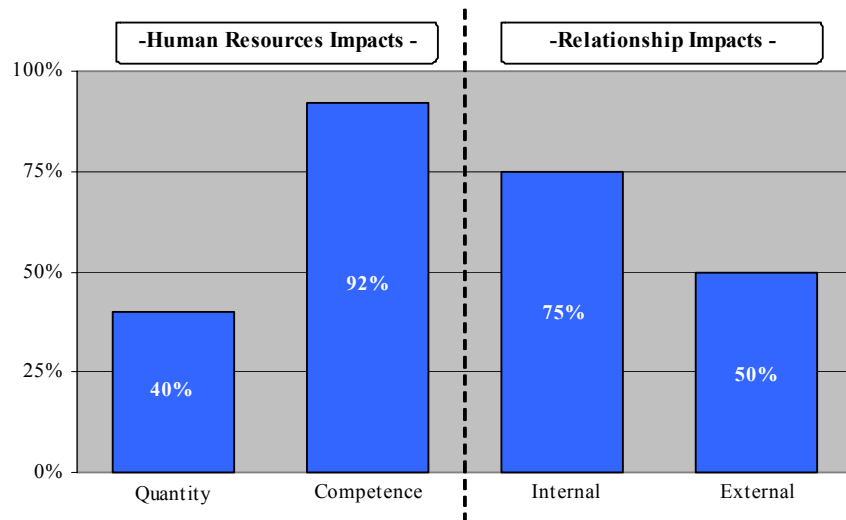 -Human Resources Impacts -
-Relationship Impacts -
100%
75%
50%
25%
0%
40%
92%
75%
50%
Quantity
Competence
Internal
External